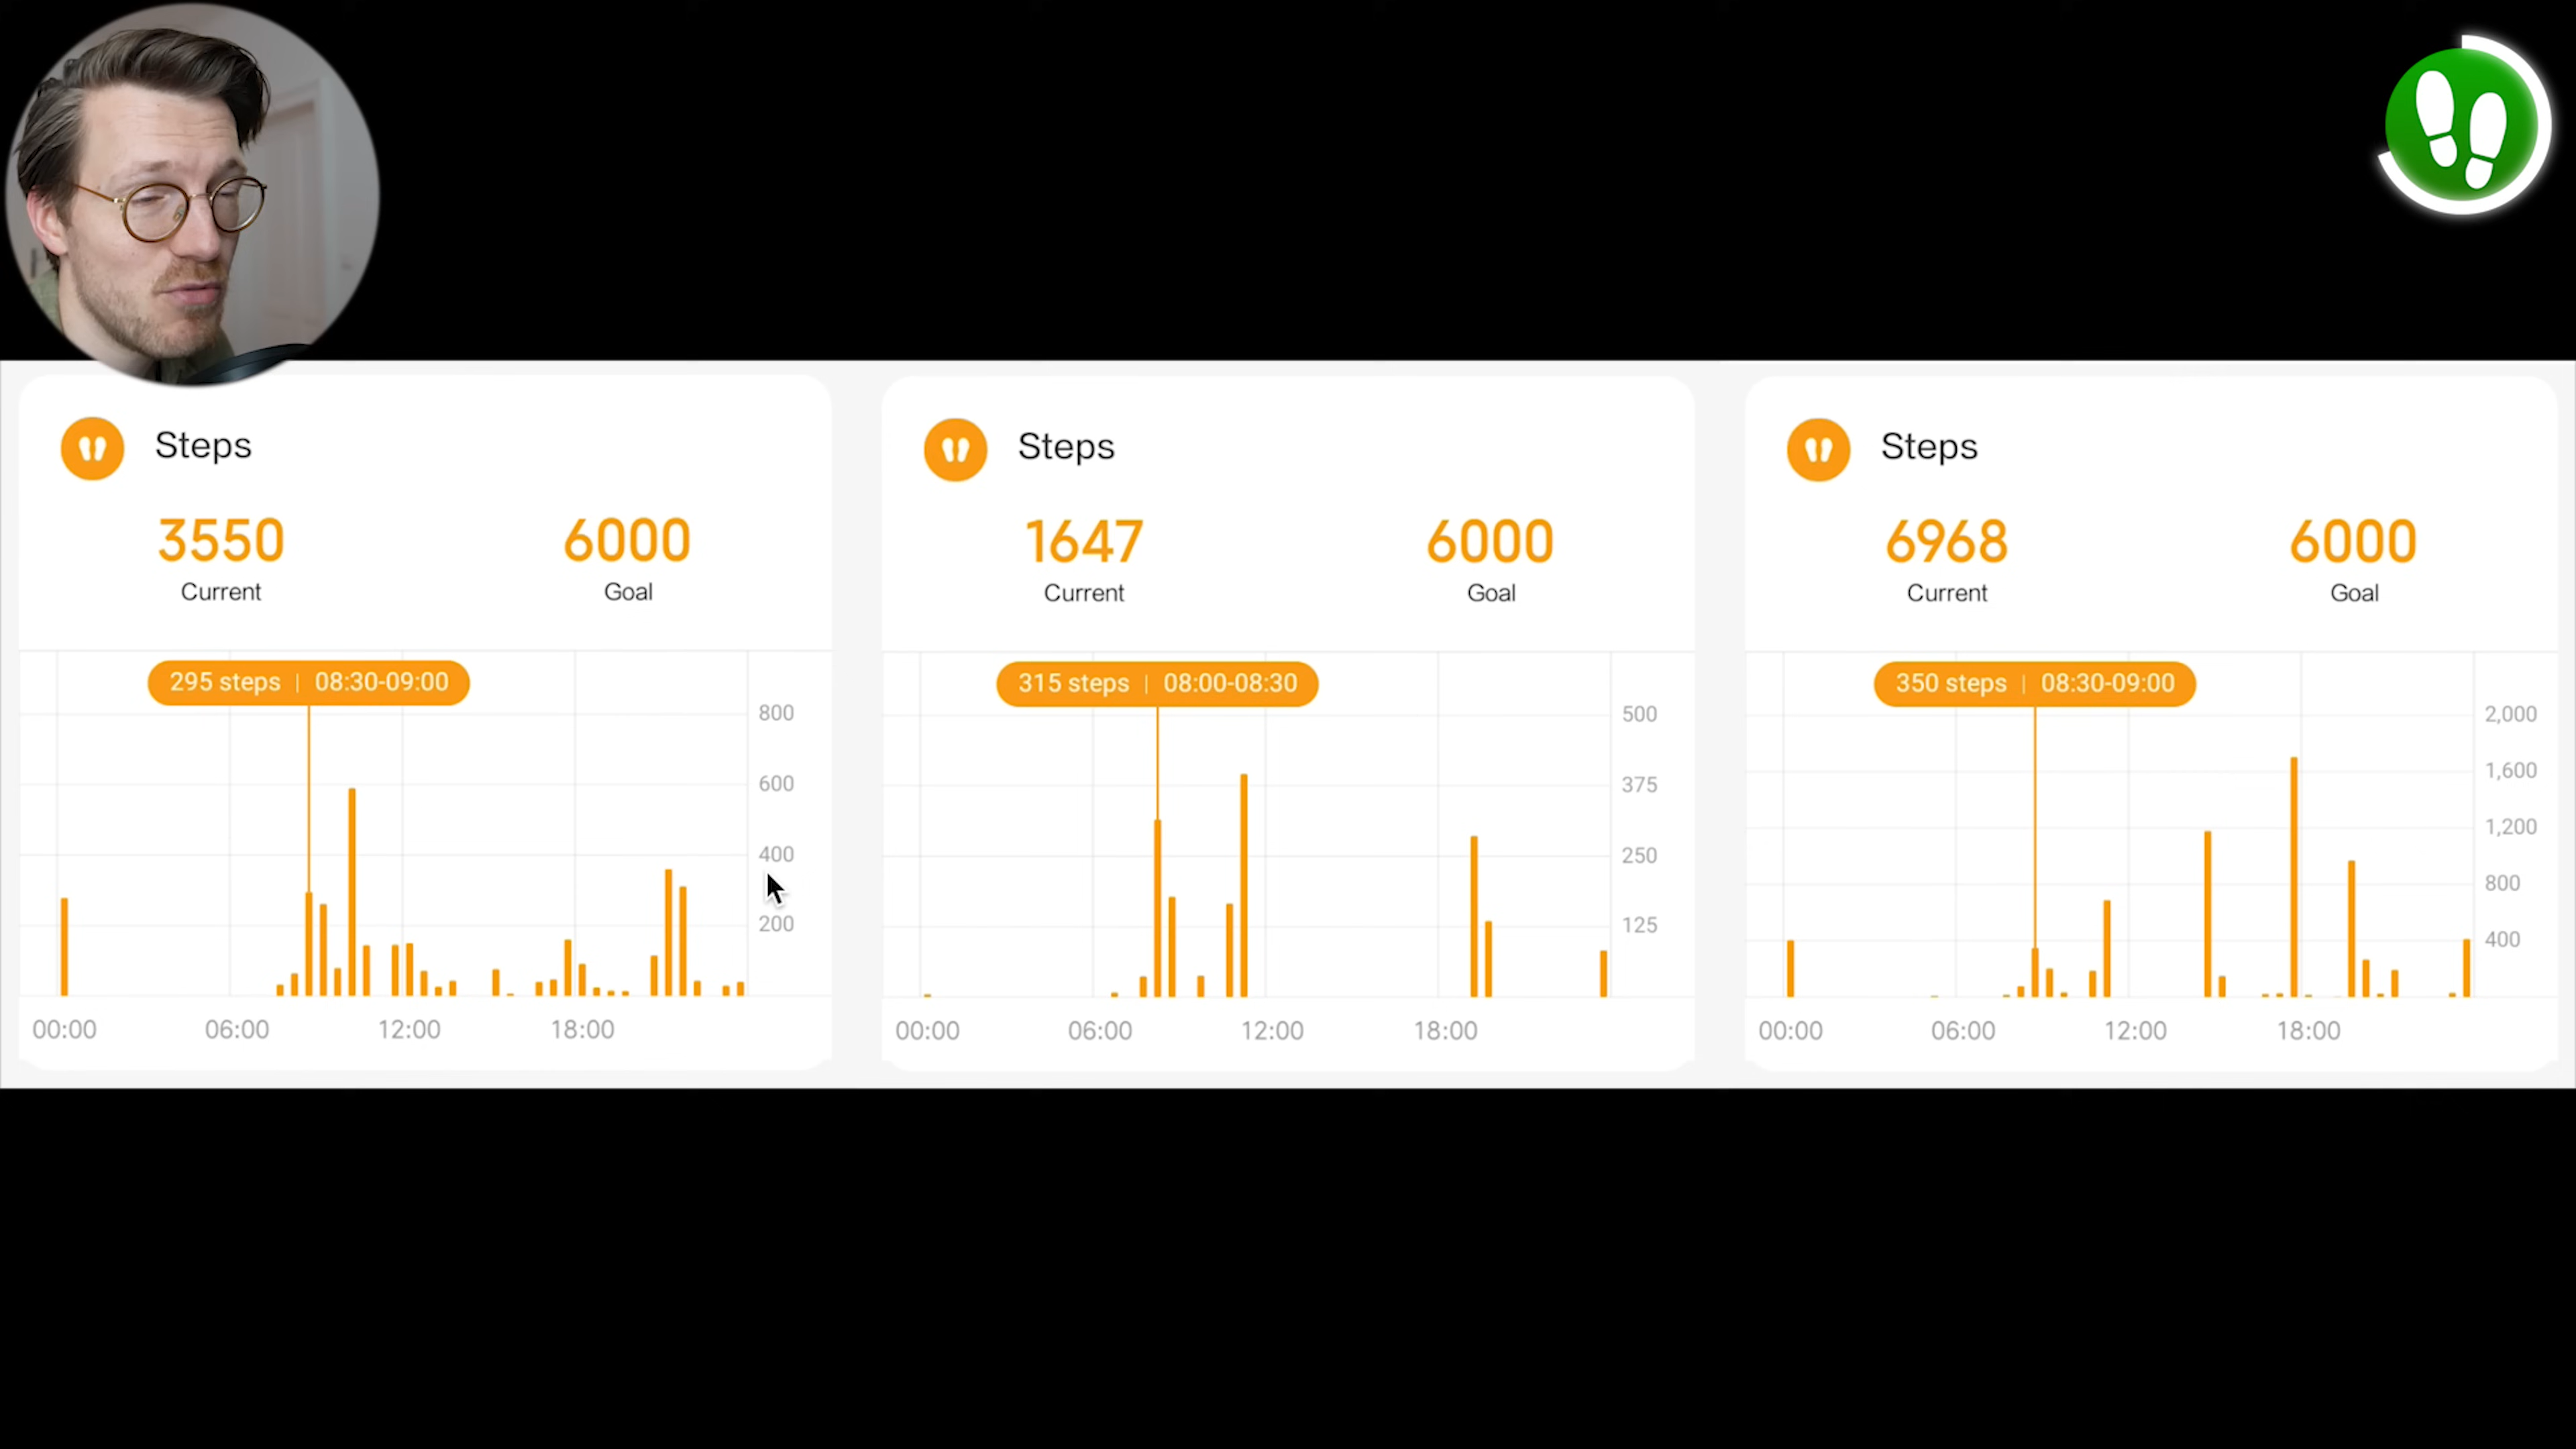 Steps
3550 6000
Current Goal
295 steps | 08:30-09:00
800
600
400
200
00:00 06:00 12:00 18:00
Steps
1647 6000
Current Goal
315 steps | 08:00-08:30
500
375
250
125
00:00 06:00 12:00 18:00
Steps
6968 6000
Current Goal
350 steps | 08:30-09:00
2,000
1,600
1,200
800
400
00:00 06:00 12:00 18:00